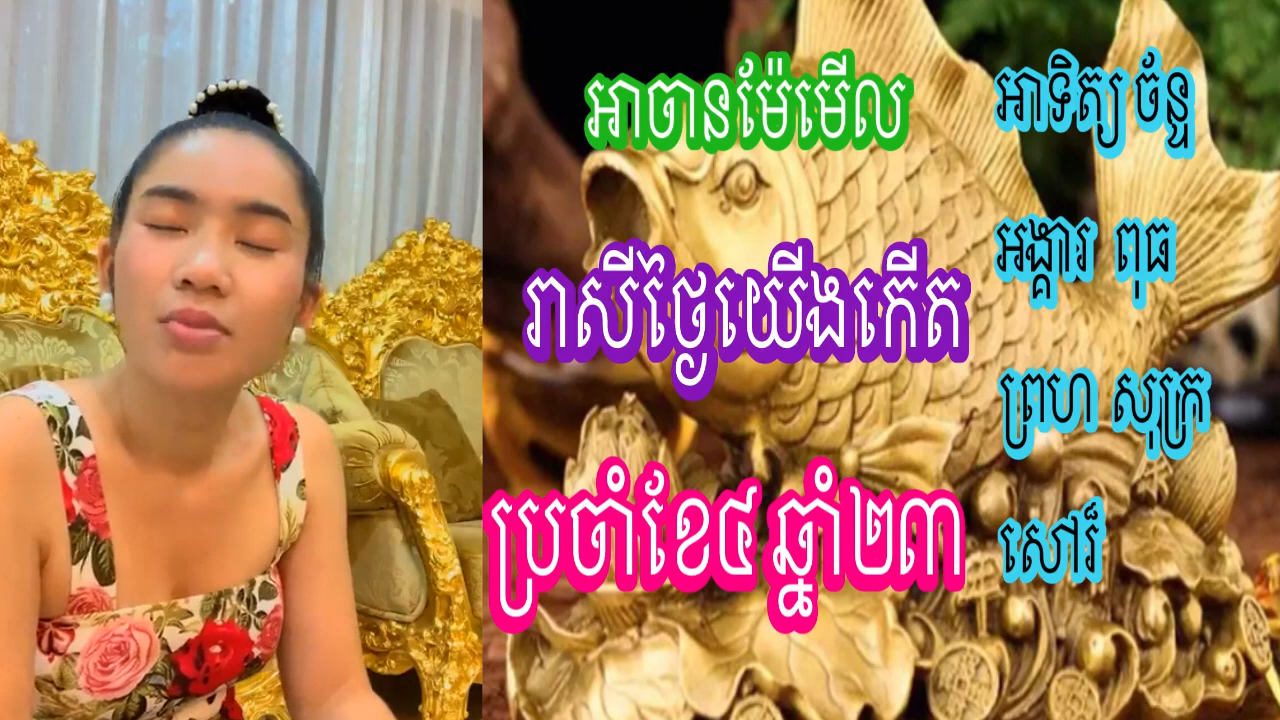 អាចានម៉ែមើល
រាសីថ្ងៃយើងកើត
ប្រចាំខែ៤ ឆ្នាំ២៣
អាទិត្យ ច័ន្ទ
អង្គារ ពុធ
ព្រហ សុក្រ
សៅរ៍